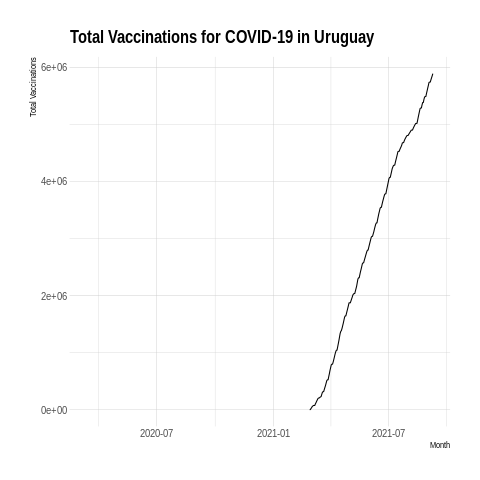 Total Vaccinations for COVID-19 in Uruguay
Total Vaccinations
6e+06
4e+06
2e+06
0e+00
2020-07 2021-01 2021-07
Month